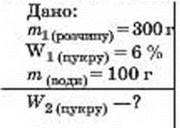 Дано:
m₁ (розчину) = 300 г
W₁ (цукру) = 6 %
m (води) = 100 г
W₂ (цукру) —?